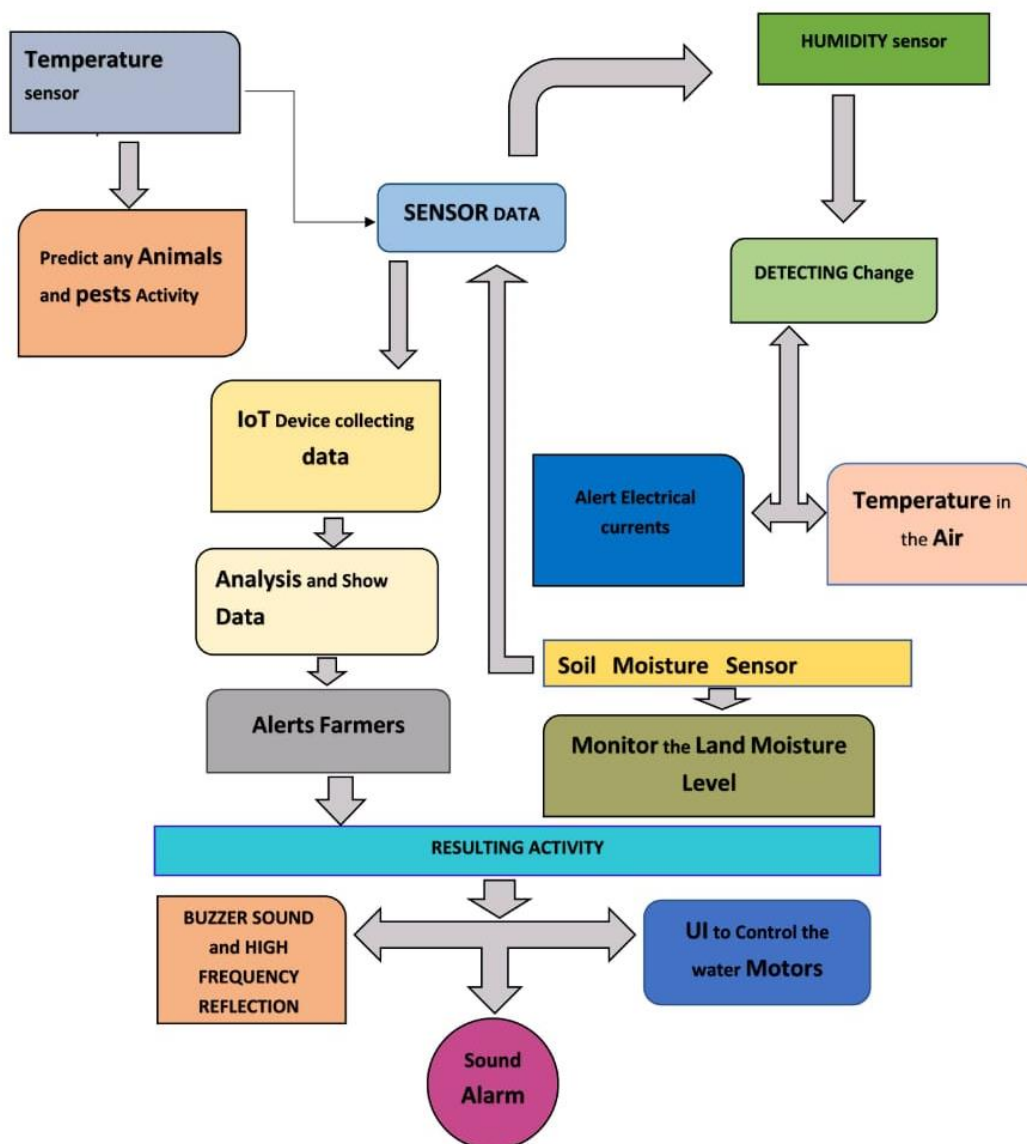 Temperature
sensor
HUMIDITY sensor
SENSOR DATA
Predict any Animals
and pests Activity
DETECTING Change
IoT Device collecting
data
Alert Electrical
currents
Temperature in
the Air
Analysis and Show
Data
Soil Moisture Sensor
Alerts Farmers
Monitor the Land Moisture
Level
RESULTING ACTIVITY
BUZZER SOUND
and HIGH
FREQUENCY
REFLECTION
UI to Control the
water Motors
Sound
Alarm